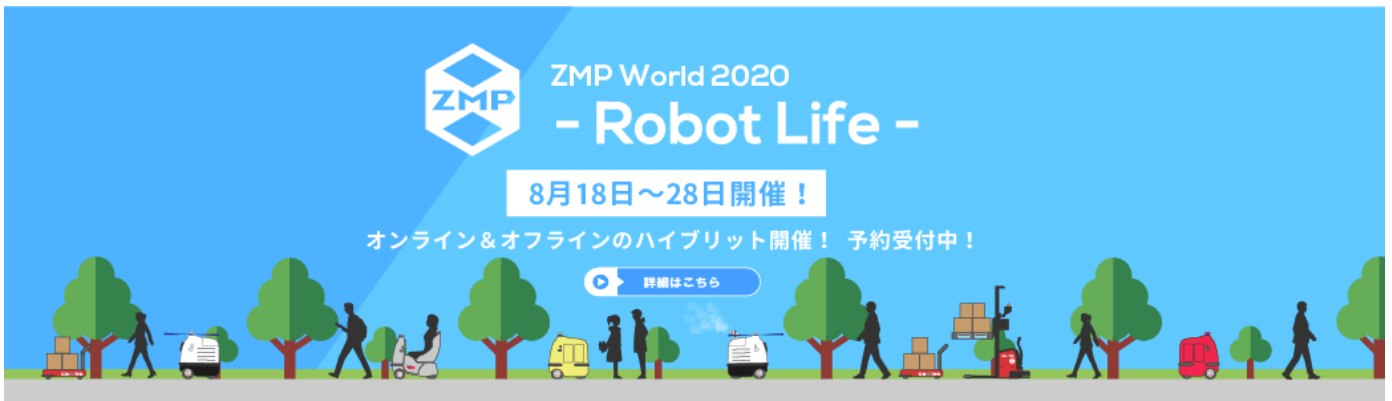 ZMP
ZMP World 2020
- Robot Life -
8月18日〜28日開催！
オンライン＆オフラインのハイブリット開催！ 予約受付中！
詳細はこちら